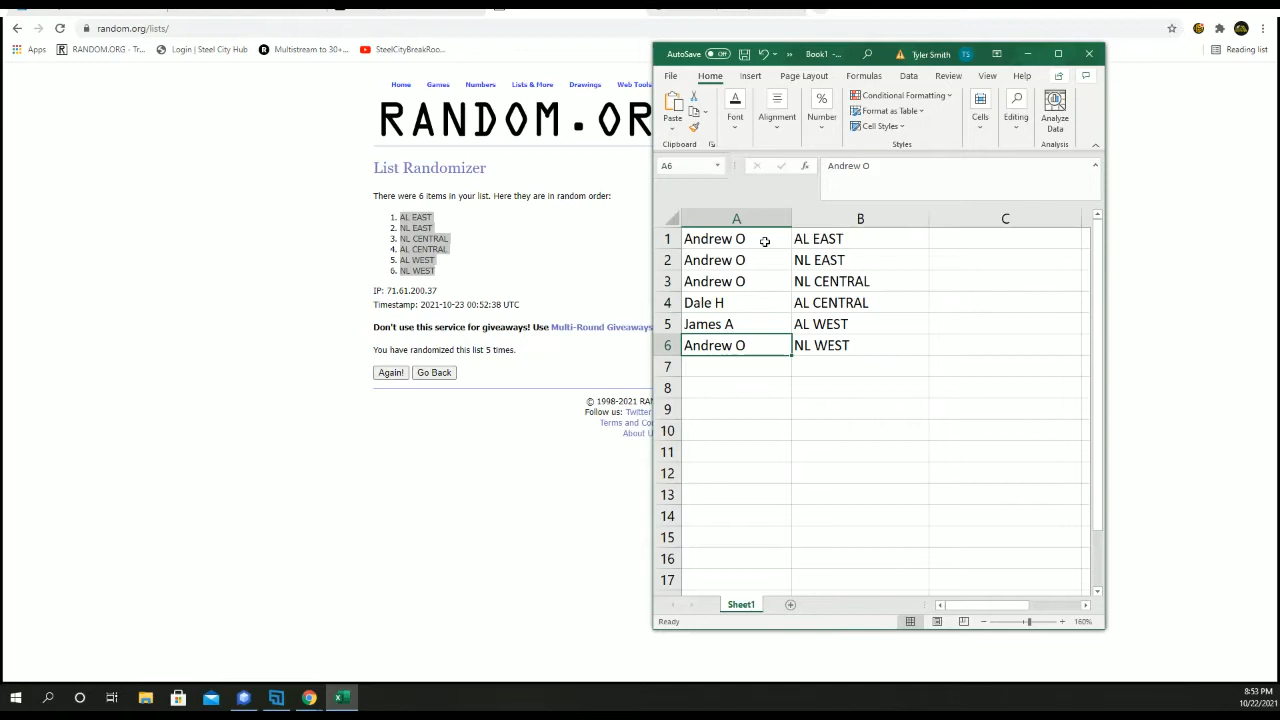 random.org/lists/
Reading list
Apps
RANDOM.ORG - Tr...
Login | Steel City Hub
Multistream to 30+...
SteelCityBreakRoo...
Home
Games
Numbers
Lists & More
Drawings
Web Tools
RANDOM.OR
List Randomizer
There were 6 items in your list. Here they are in random order:
1. AL EAST
2. NL EAST
3. NL CENTRAL
4. AL CENTRAL
5. AL WEST
6. NL WEST
IP: 71.61.200.37
Timestamp: 2021-10-23 00:52:38 UTC
Don't use this service for giveaways! Use Multi-Round Giveaways
You have randomized this list 5 times.
Again!
Go Back
© 1998-2021 RAN
Follow us: Twitter
Terms and Co
About U
AutoSave Off
Book1 -...
Tyler Smith
TS
File
Home
Insert
Page Layout
Formulas
Data
Review
View
Help
Paste
Font
Alignment
Number
Conditional Formatting
Format as Table
Cell Styles
Cells
Editing
Analyze
Data
Clipboard
Styles
Analysis
A6
fx
Andrew O
A B C
1 Andrew O AL EAST
2 Andrew O NL EAST
3 Andrew O NL CENTRAL
4 Dale H AL CENTRAL
5 James A AL WEST
6 Andrew O NL WEST
7
8
9
10
11
12
13
14
15
16
17
Sheet1
Ready
160%
8:53 PM
10/22/2021